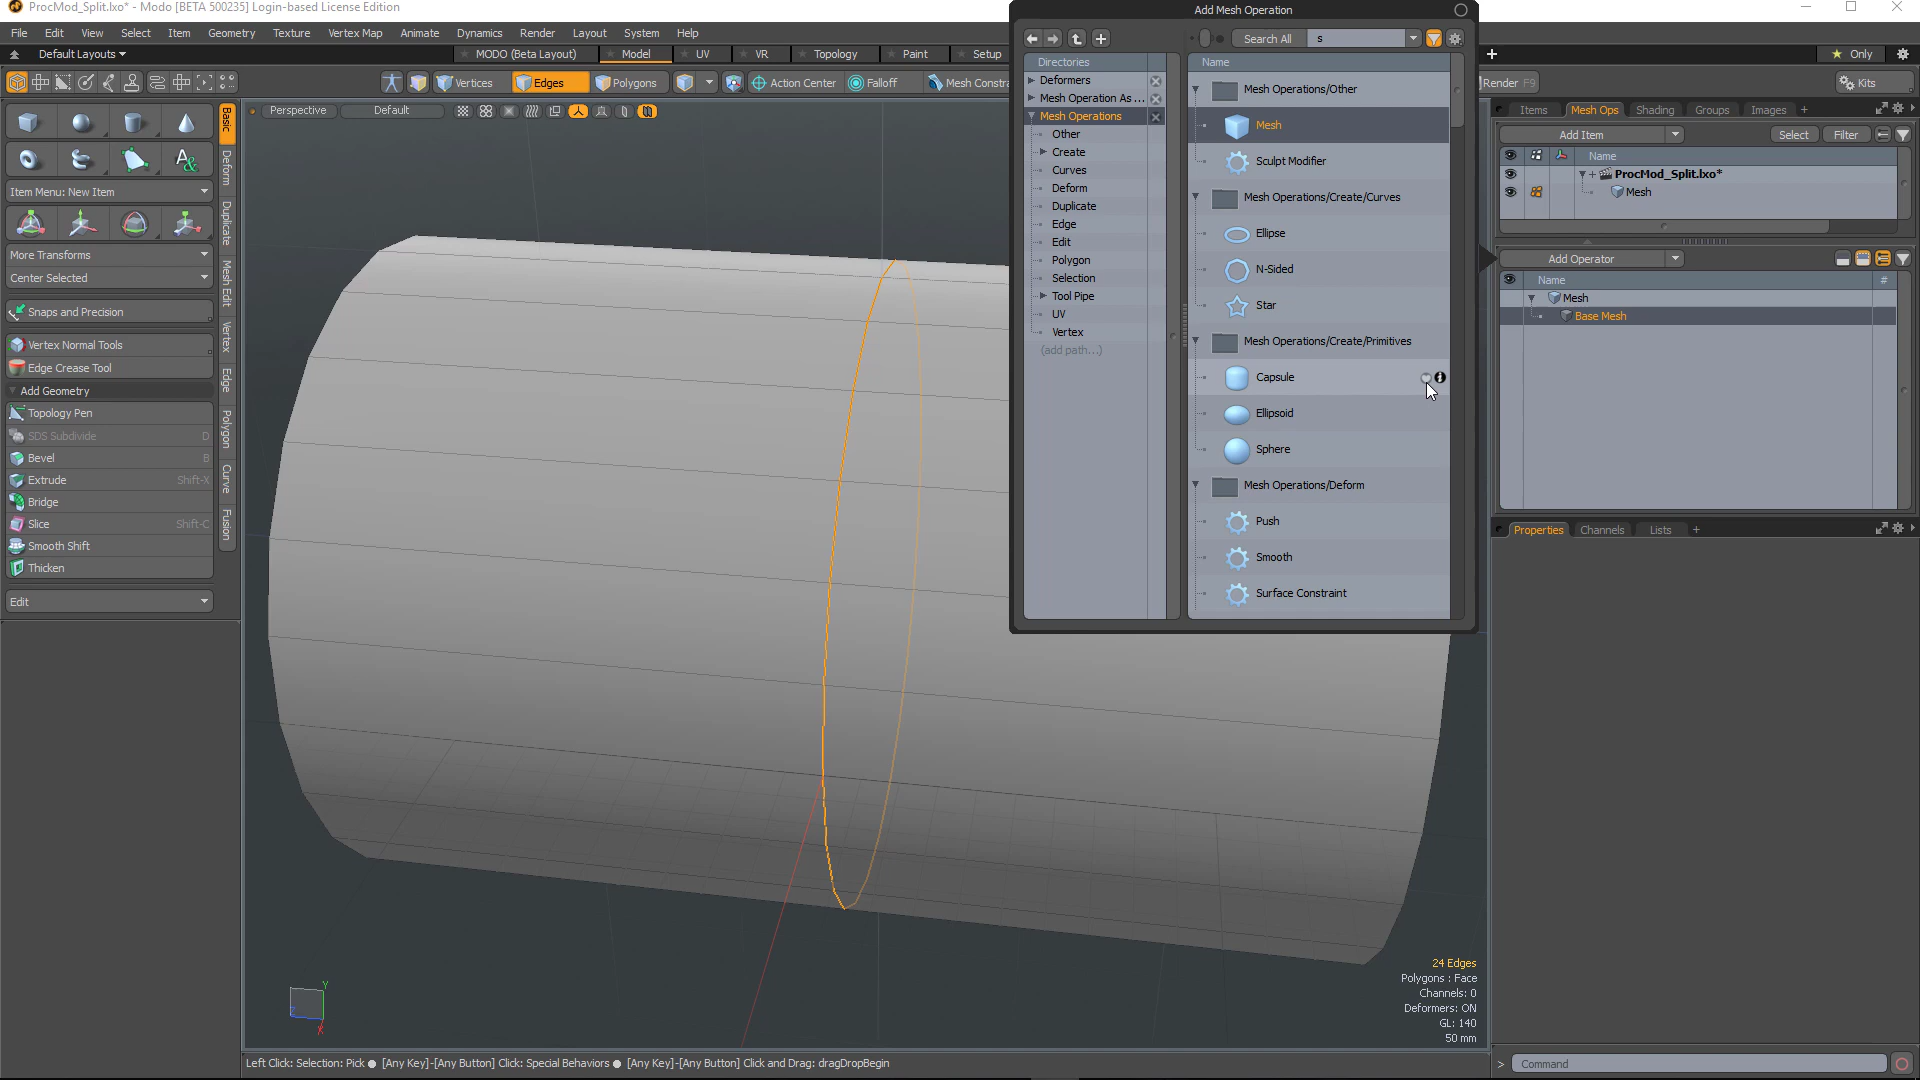 ProcMod_Split.lxo* - Modo [BETA 500235] Login-based License Edition
File Edit View Select Item Geometry Texture Vertex Map Animate Dynamics Render Layout System Help
Default Layouts
MODO (Beta Layout) Model UV VR Topology Paint Setup
Only
Vertices Edges Polygons Action Center Falloff Mesh Constra
Render F9
Kits
Perspective Default
Basic
Deform
Duplicate
Mesh Edit
Vertex
Edge
Polygon
Curve
Fusion
Item Menu: New Item
More Transforms
Center Selected
Snaps and Precision
Vertex Normal Tools
Edge Crease Tool
Add Geometry
Topology Pen
SDS Subdivide D
Bevel B
Extrude Shift-X
Bridge
Slice Shift-C
Smooth Shift
Thicken
Edit
Add Mesh Operation
Search All s
Directories
Deformers
Mesh Operation As ...
Mesh Operations
Other
Create
Curves
Deform
Duplicate
Edge
Edit
Polygon
Selection
Tool Pipe
UV
Vertex
(add path...)
Name
Mesh Operations/Other
Mesh
Sculpt Modifier
Mesh Operations/Create/Curves
Ellipse
N-Sided
Star
Mesh Operations/Create/Primitives
Capsule
Ellipsoid
Sphere
Mesh Operations/Deform
Push
Smooth
Surface Constraint
Items Mesh Ops Shading Groups Images +
Add Item Select Filter
Name
ProcMod_Split.lxo*
Mesh
Add Operator
Name #
Mesh
Base Mesh
Properties Channels Lists +
24 Edges
Polygons : Face
Channels: 0
Deformers: ON
GL: 140
50 mm
Y
X
Left Click: Selection: Pick ● [Any Key]-[Any Button] Click: Special Behaviors ● [Any Key]-[Any Button] Click and Drag: dragDropBegin
> Command